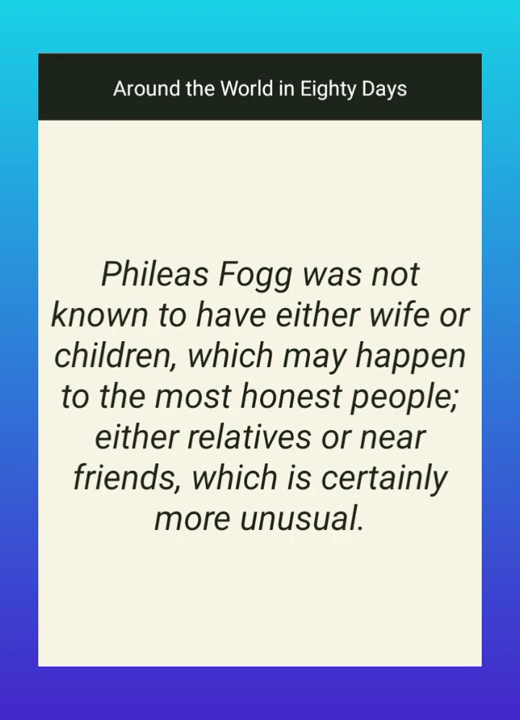 Around the World in Eighty Days
Phileas Fogg was not
known to have either wife or
children, which may happen
to the most honest people;
either relatives or near
friends, which is certainly
more unusual.